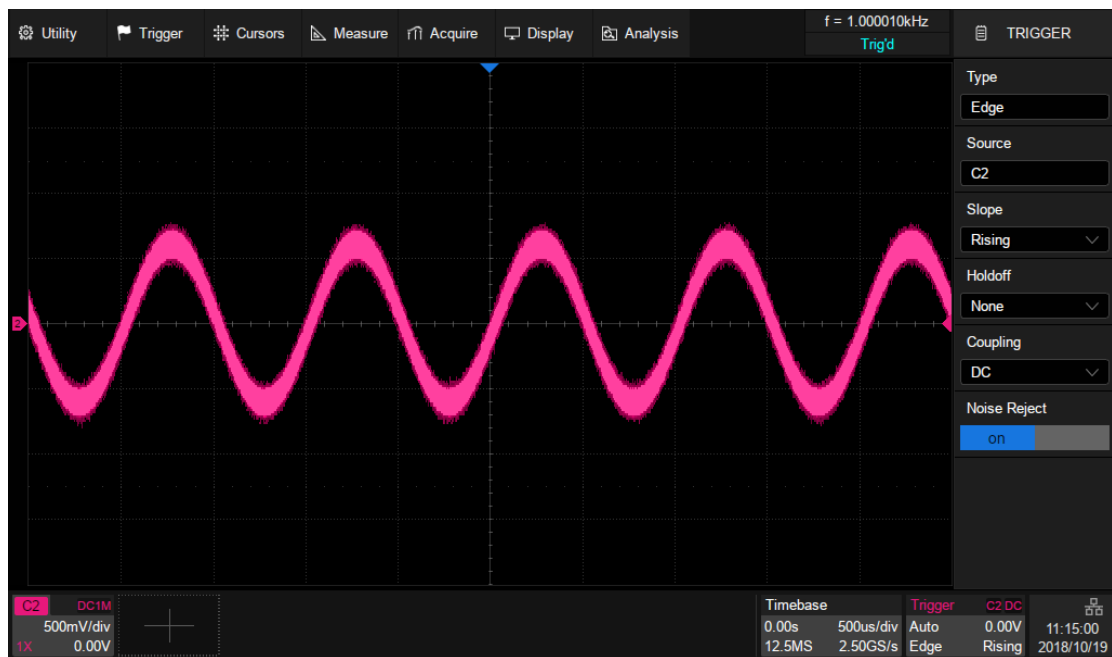 Utility Trigger Cursors Measure Acquire Display Analysis
f = 1.000010kHz
Trig'd
TRIGGER
Type
Edge
Source
C2
Slope
Rising
Holdoff
None
Coupling
DC
Noise Reject
on
2
C2 DC1M
500mV/div
1X 0.00V
Timebase
0.00s 500us/div
12.5MS 2.50GS/s
Trigger C2 DC
Auto 0.00V
Edge Rising
11:15:00
2018/10/19